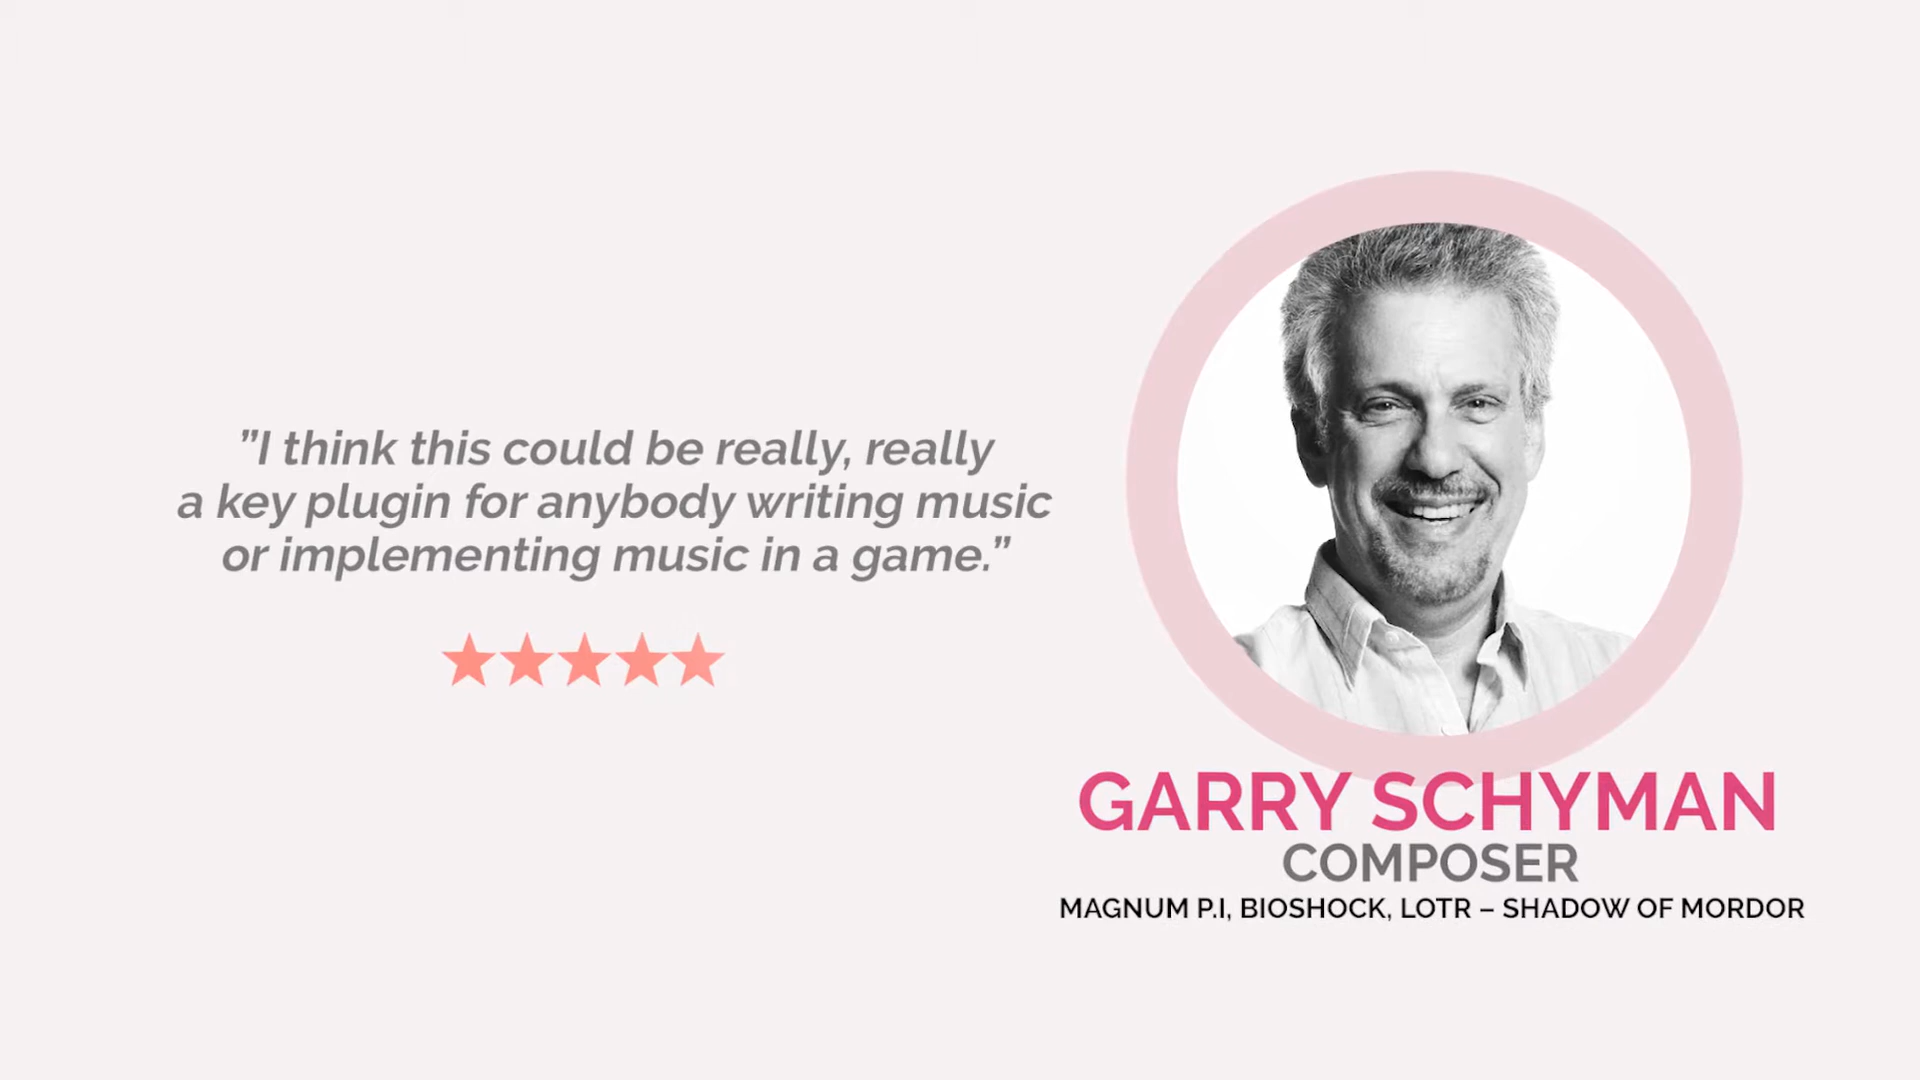 ”I think this could be really, really
a key plugin for anybody writing music
or implementing music in a game.”
GARRY SCHYMAN
COMPOSER
MAGNUM P.I, BIOSHOCK, LOTR – SHADOW OF MORDOR